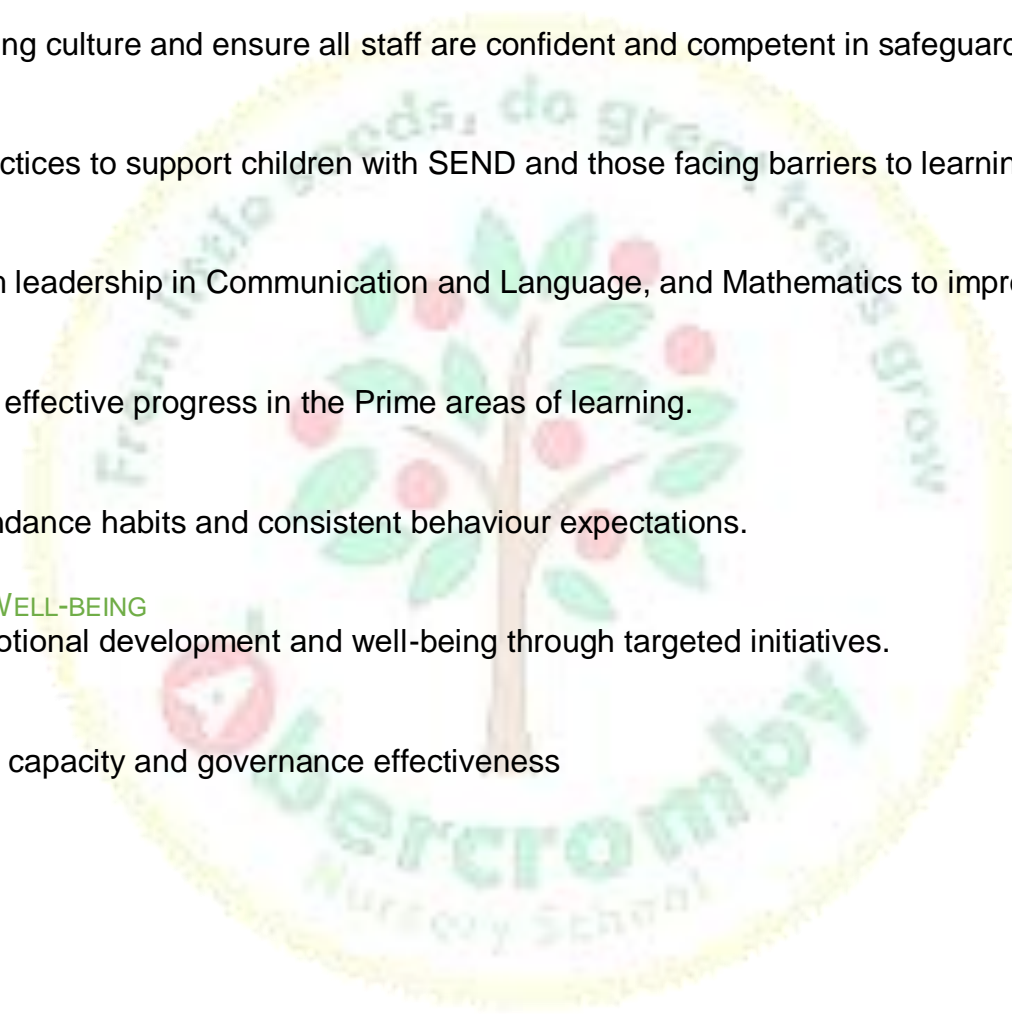 ng culture and ensure all staff are confident and competent in safeguard
ctices to support children with SEND and those facing barriers to learnin
leadership in Communication and Language, and Mathematics to impr
effective progress in the Prime areas of learning.
ndance habits and consistent behaviour expectations.
WELL-BEING
otional development and well-being through targeted initiatives.
capacity and governance effectiveness
From little seeds, do great trees grow
Abercromby
Nursery School